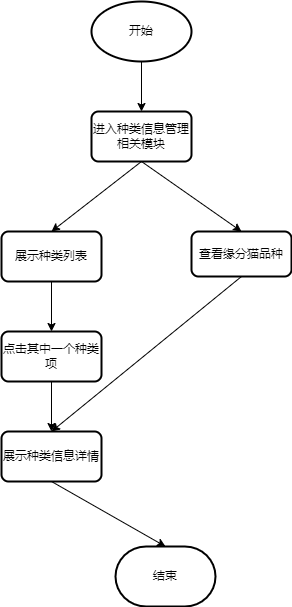 开始
进入种类信息管理
相关模块
展示种类列表
查看缘分猫品种
点击其中一个种类
项
展示种类信息详情
结束